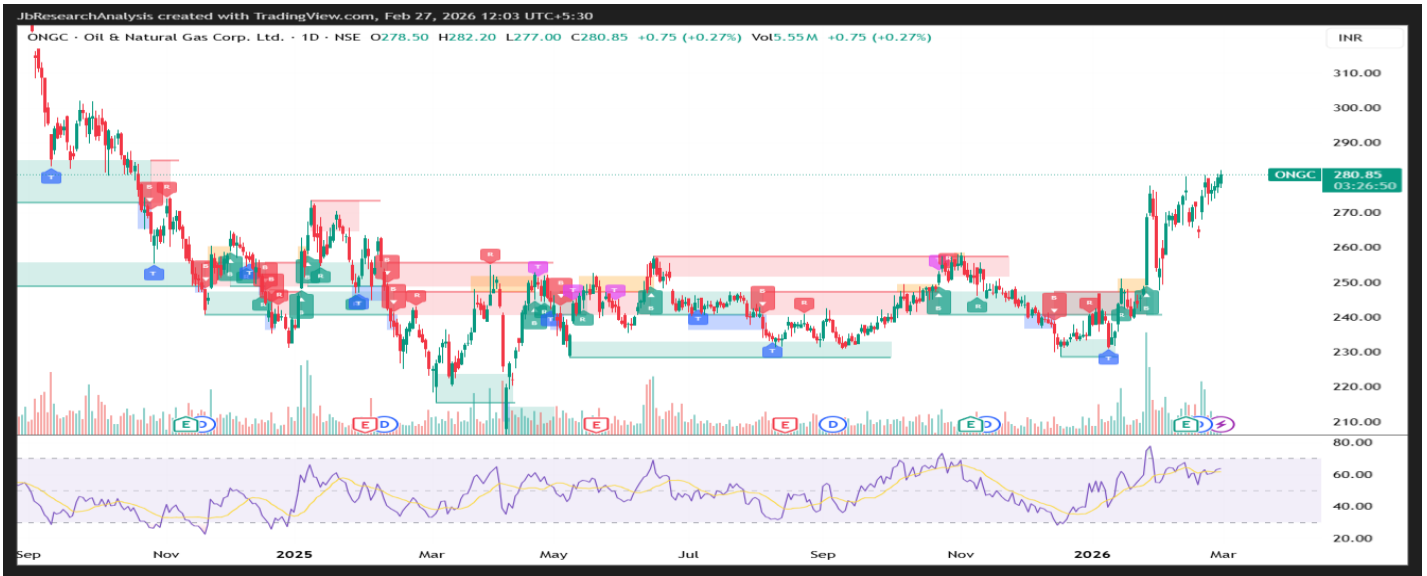 JbResearchAnalysis created with TradingView.com, Feb 27, 2026 12:03 UTC+5:30
ONGC · Oil & Natural Gas Corp. Ltd. · 1D · NSE O278.50 H282.20 L277.00 C280.85 +0.75 (+0.27%) Vol5.55M +0.75 (+0.27%)
INR
310.00
300.00
290.00
ONGC 280.85
03:26:50
270.00
260.00
250.00
240.00
230.00
220.00
210.00
E D E D E E D E D E D
80.00
60.00
40.00
20.00
Sep Nov 2025 Mar May Jul Sep Nov 2026 Mar